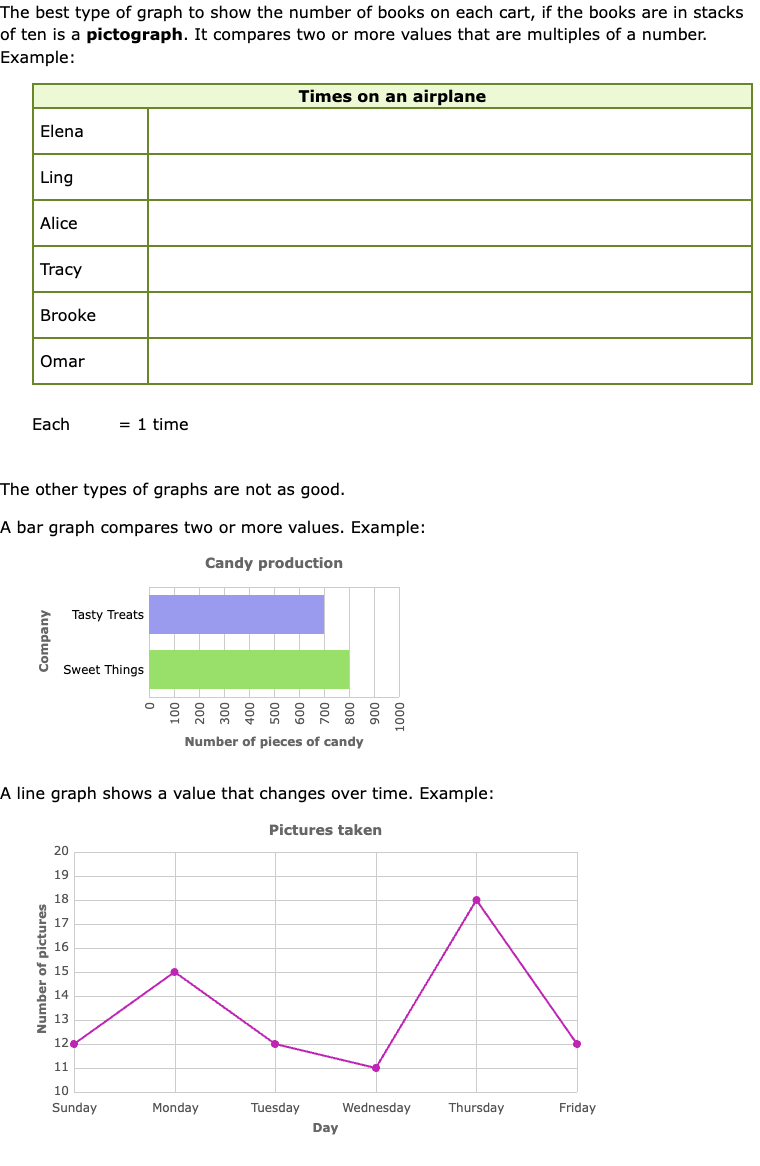 The best type of graph to show the number of books on each cart, if the books are in stacks
of ten is a pictograph. It compares two or more values that are multiples of a number.
Example:
Times on an airplane
Elena
Ling
Alice
Tracy
Brooke
Omar
Each = 1 time
The other types of graphs are not as good.
A bar graph compares two or more values. Example:
Candy production
Company
Tasty Treats
Sweet Things
0 100 200 300 400 500 600 700 800 900 1000
Number of pieces of candy
A line graph shows a value that changes over time. Example:
Pictures taken
Number of pictures
20
19
18
17
16
15
14
13
12
11
10
Sunday Monday Tuesday Wednesday Thursday Friday
Day